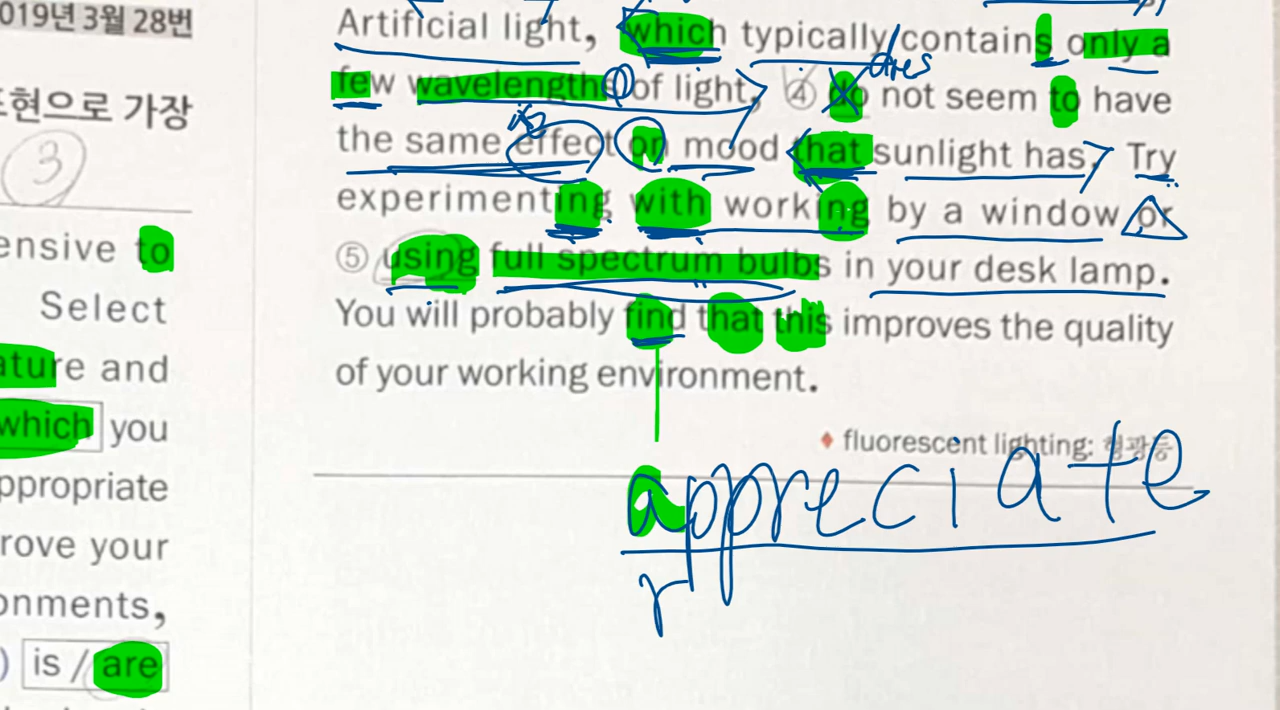 019년 3월 28번
표현으로 가장
3
ensive to
Select
ature and
which you
ppropriate
rove your
onments,
) is / are
Artificial light, which typically contains only a
does
few wavelengths of light, ④ do not seem to have
the same effect on mood that sunlight has. Try
experimenting with working by a window or
⑤ using full spectrum bulbs in your desk lamp.
You will probably find that this improves the quality
of your working environment.
♦ fluorescent lighting: 형광등
appreciate
r